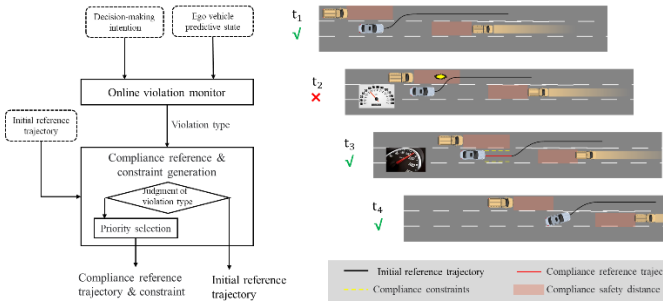 Decision-making
intention
Ego vehicle
predictive state
Online violation monitor
Initial reference
trajectory
Violation type
Compliance reference &
constraint generation
Judgment of
violation type
Priority selection
Compliance reference
trajectory & constraint
Initial reference
trajectory
t1
√
t2
×
t3
√
t4
√
Initial reference trajectory
Compliance reference trajectory
Compliance constraints
Compliance safety distance